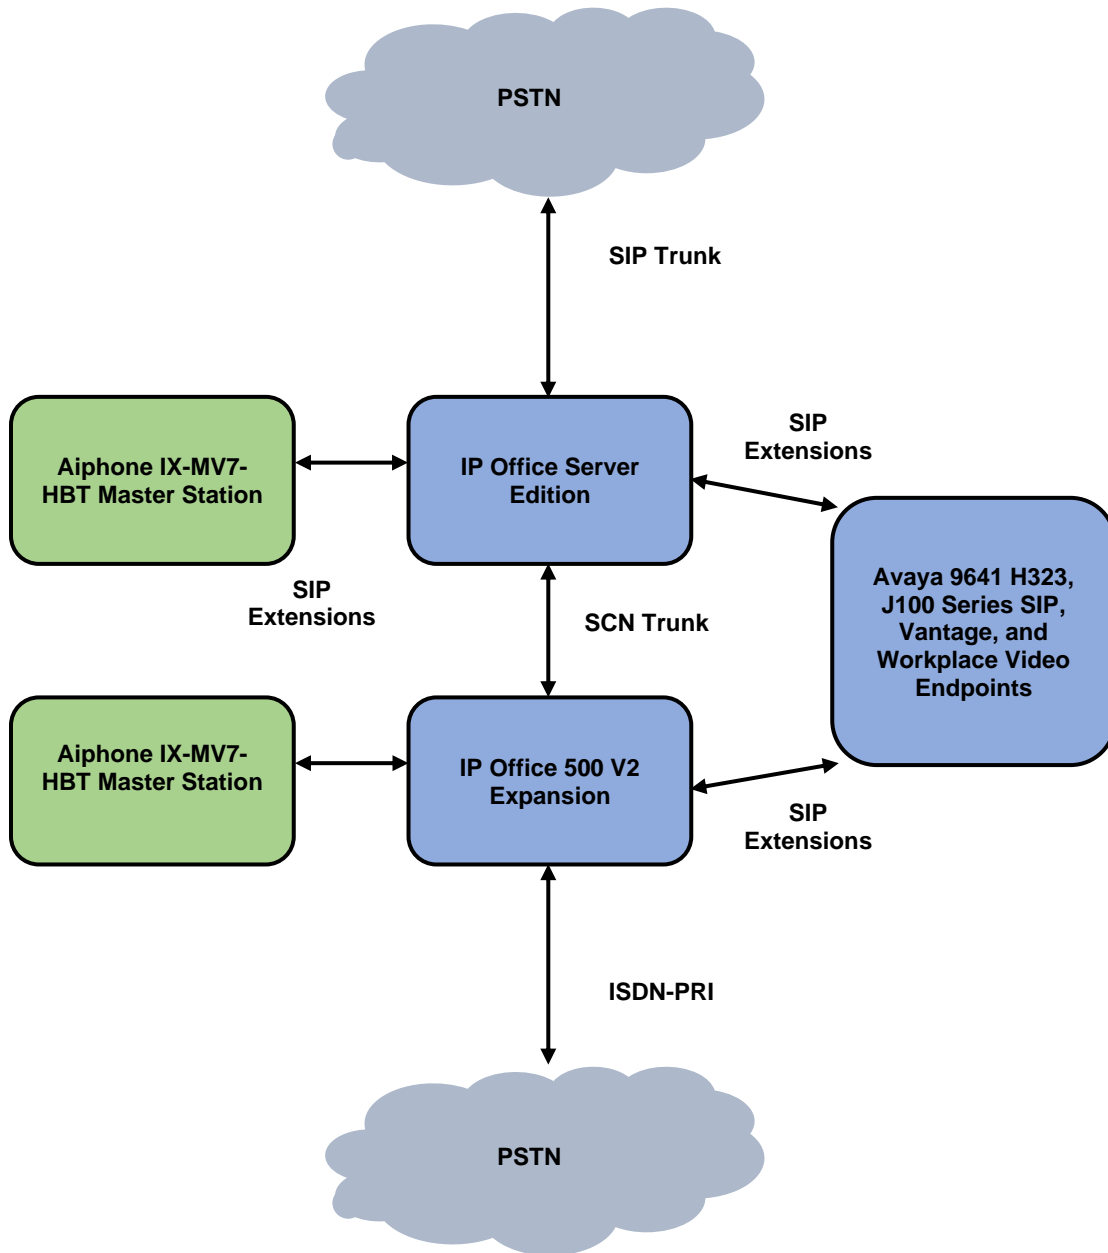 PSTN
SIP Trunk
Aiphone IX-MV7-
HBT Master Station
IP Office Server
Edition
SIP
Extensions
Avaya 9641 H323,
J100 Series SIP,
Vantage, and
Workplace Video
Endpoints
SIP
Extensions
SCN Trunk
Aiphone IX-MV7-
HBT Master Station
IP Office 500 V2
Expansion
SIP
Extensions
ISDN-PRI
PSTN